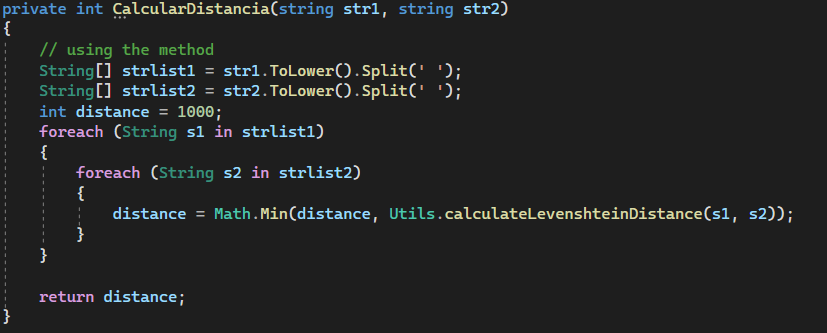 private int CalcularDistancia(string str1, string str2)
{
// using the method
String[] strlist1 = str1.ToLower().Split(' ');
String[] strlist2 = str2.ToLower().Split(' ');
int distance = 1000;
foreach (String s1 in strlist1)
{
foreach (String s2 in strlist2)
{
distance = Math.Min(distance, Utils.calculateLevenshteinDistance(s1, s2));
}
}
return distance;
}